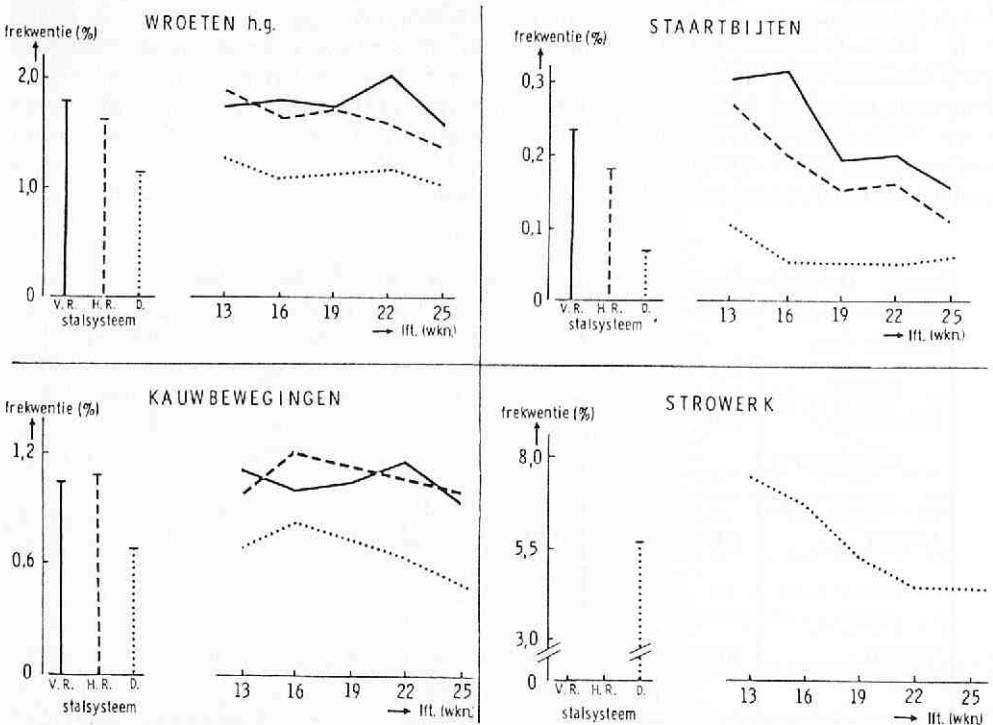 WROETEN h.g.
frekwentie (%)
2,0
1,0
0
V.R. H.R. D.
stalsysteem
13 16 19 22 25
→ lft. (wkn.)
STAARTBIJTEN
frekwentie (%)
0,3
0,2
0,1
0
V.R. H.R. D.
stalsysteem
13 16 19 22 25
→ lft. (wkn.)
KAUWBEWEGINGEN
frekwentie (%)
1,2
0,6
0
V.R. H.R. D.
stalsysteem
13 16 19 22 25
→ lft. (wkn.)
STROWERK
frekwentie (%)
8,0
5,5
3,0
0
V.R. H.R. D.
stalsysteem
13 16 19 22 25
→ lft. (wkn.)